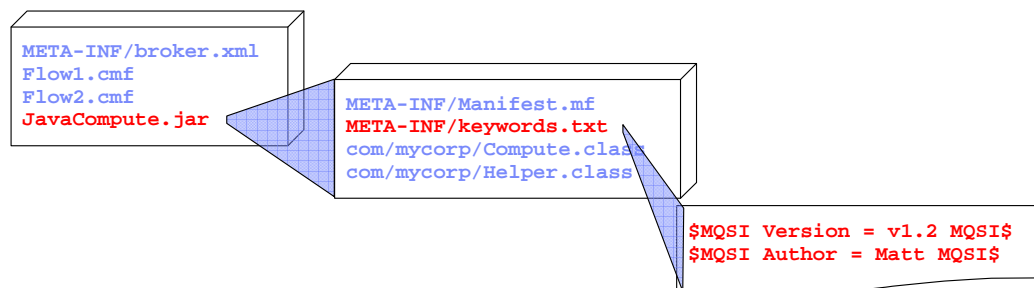 META-INF/broker.xml
Flow1.cmf
Flow2.cmf
JavaCompute.jar
META-INF/Manifest.mf
META-INF/keywords.txt
com/mycorp/Compute.class
com/mycorp/Helper.class
$MQSI Version = v1.2 MQSI$
$MQSI Author = Matt MQSI$